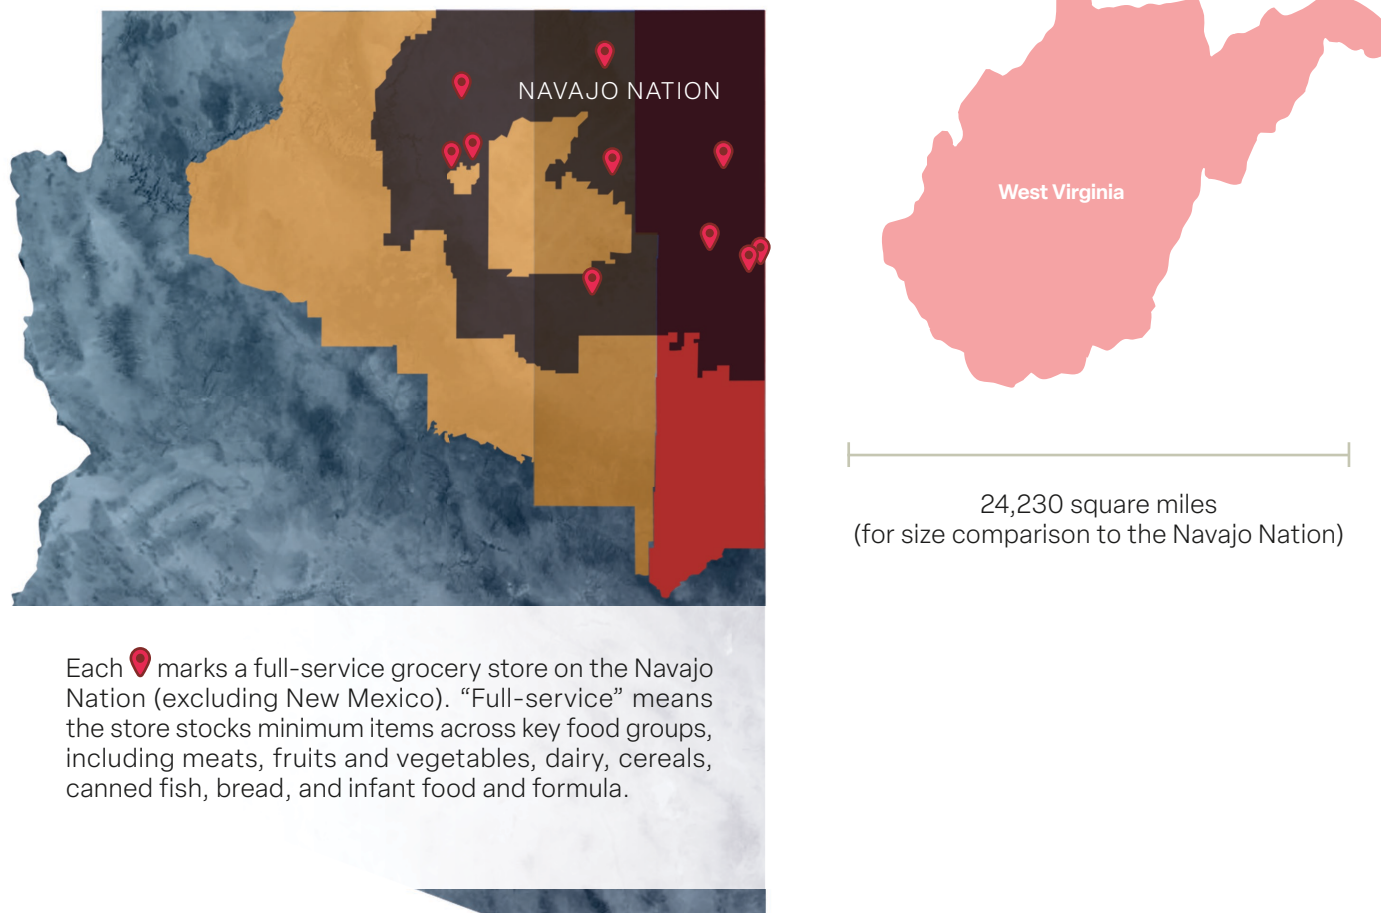 NAVAJO NATION
West Virginia
24,230 square miles
(for size comparison to the Navajo Nation)
Each marks a full-service grocery store on the Navajo
Nation (excluding New Mexico). “Full-service” means
the store stocks minimum items across key food groups,
including meats, fruits and vegetables, dairy, cereals,
canned fish, bread, and infant food and formula.